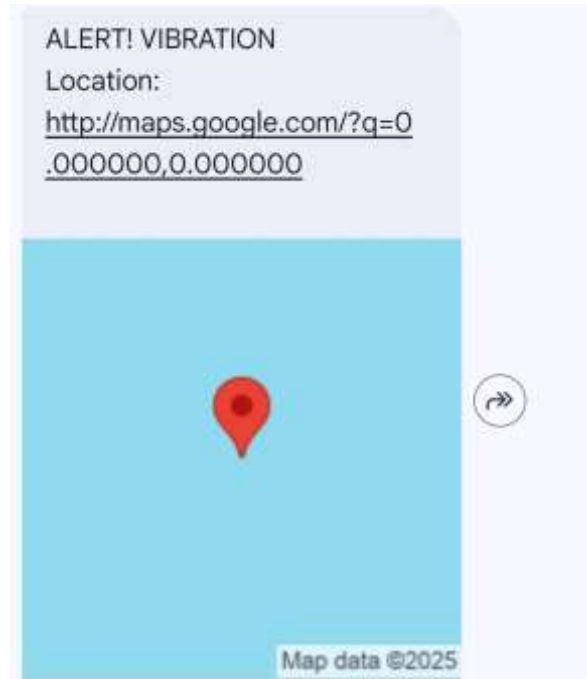 ALERT! VIBRATION
Location:
http://maps.google.com/?q=0
.000000,0.000000
Map data ©2025